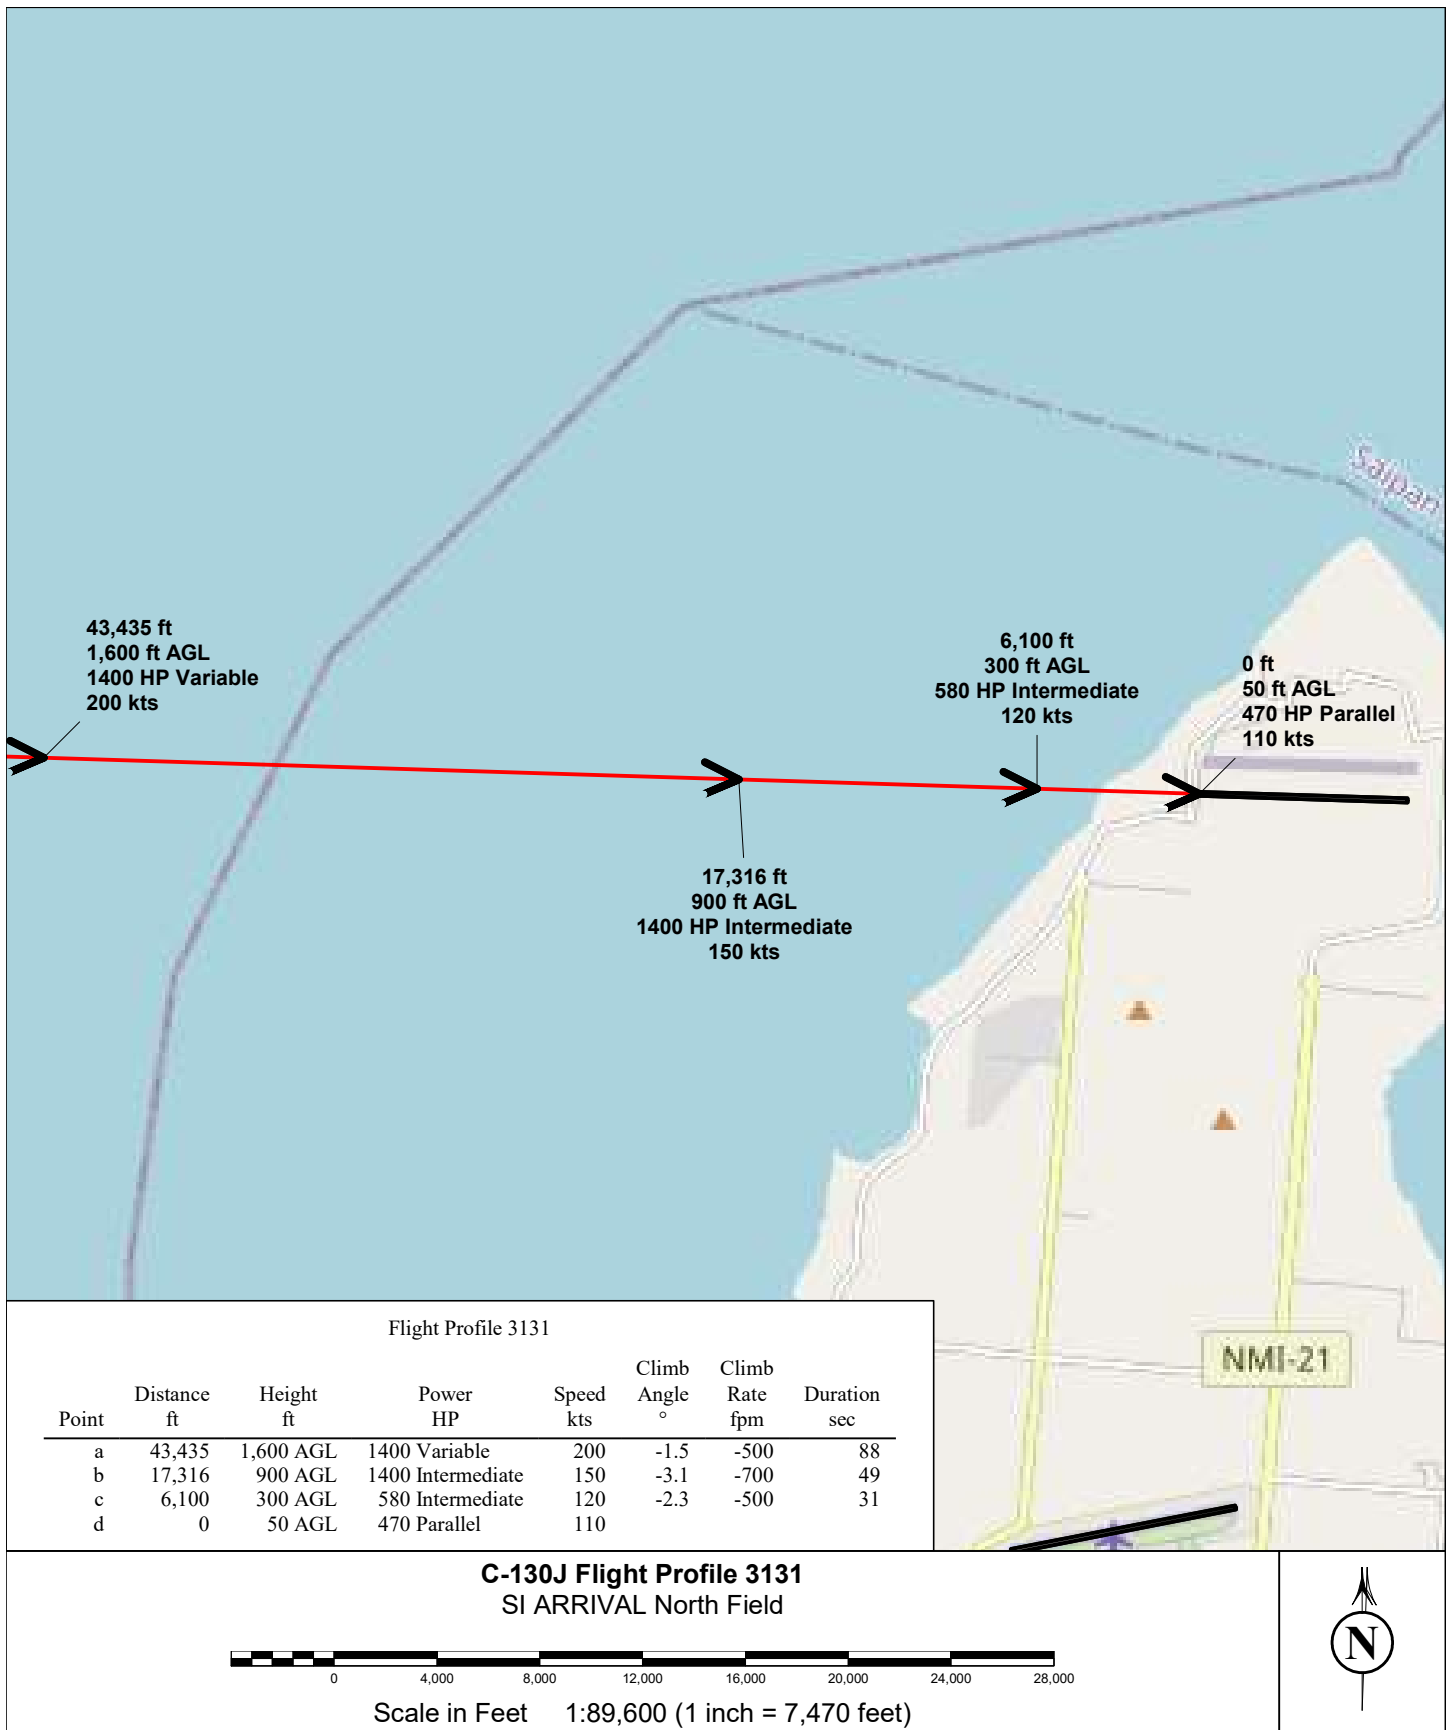 Saipan
43,435 ft
1,600 ft AGL
1400 HP Variable
200 kts
6,100 ft
300 ft AGL
580 HP Intermediate
120 kts
0 ft
50 ft AGL
470 HP Parallel
110 kts
17,316 ft
900 ft AGL
1400 HP Intermediate
150 kts
NMI-21
Flight Profile 3131
Climb Climb
Distance Height Power Speed Angle Rate Duration
Point ft ft HP kts ° fpm sec
a 43,435 1,600 AGL 1400 Variable 200 -1.5 -500 88
b 17,316 900 AGL 1400 Intermediate 150 -3.1 -700 49
c 6,100 300 AGL 580 Intermediate 120 -2.3 -500 31
d 0 50 AGL 470 Parallel 110
C-130J Flight Profile 3131
SI ARRIVAL North Field
0 4,000 8,000 12,000 16,000 20,000 24,000 28,000
Scale in Feet 1:89,600 (1 inch = 7,470 feet)
N